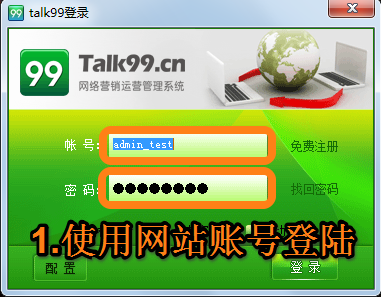 talk99登录
99
Talk99.cn
网络营销运营管理系统
帐 号: admin_test 免费注册
密 码: ●●●●●●●● 找回密码
1.使用网站账号登陆
配 置 登 录